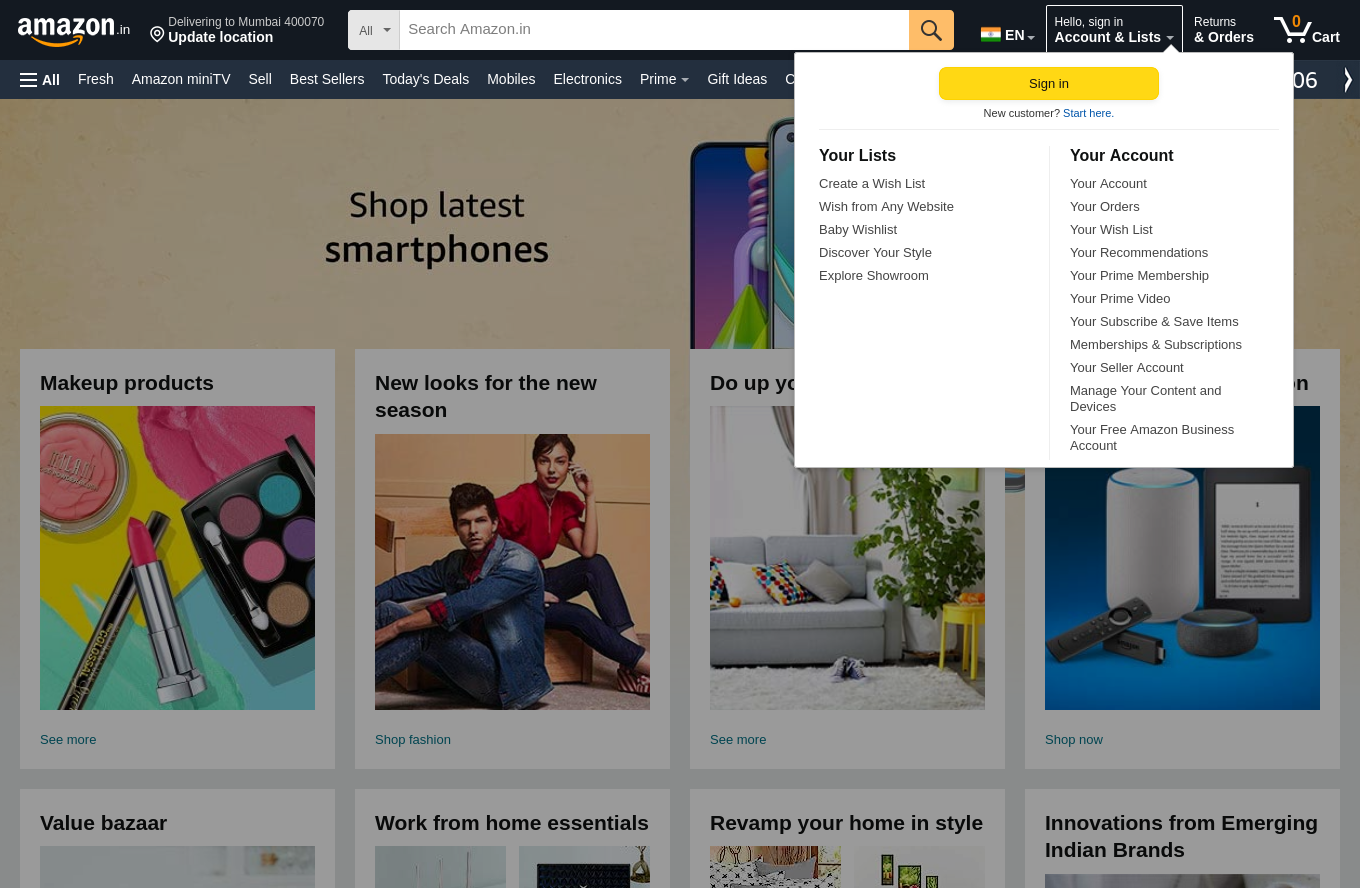 amazon.in
Delivering to Mumbai 400070
Update location
All
Search Amazon.in
EN
Hello, sign in
Account & Lists
Returns
& Orders
0
Cart
All
Fresh
Amazon miniTV
Sell
Best Sellers
Today's Deals
Mobiles
Electronics
Prime
Gift Ideas
06
Sign in
New customer? Start here.
Your Lists
Create a Wish List
Wish from Any Website
Baby Wishlist
Discover Your Style
Explore Showroom
Your Account
Your Account
Your Orders
Your Wish List
Your Recommendations
Your Prime Membership
Your Prime Video
Your Subscribe & Save Items
Memberships & Subscriptions
Your Seller Account
Manage Your Content and
Devices
Your Free Amazon Business
Account
Shop latest
smartphones
Makeup products
MILANI
COLOSSAL
See more
New looks for the new
season
Shop fashion
Do up
See more
Shop now
Value bazaar
Work from home essentials
Revamp your home in style
Innovations from Emerging
Indian Brands